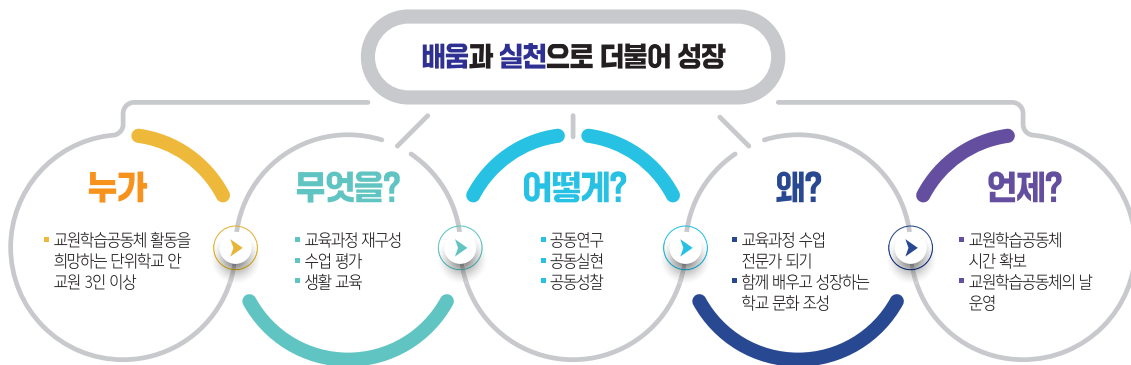 배움과 실천으로 더불어 성장
누가
▪ 교원학습공동체 활동을
희망하는 단위학교 안
교원 3인 이상
무엇을?
▪ 교육과정 재구성
▪ 수업 평가
▪ 생활 교육
어떻게?
▪ 공동연구
▪ 공동실현
▪ 공동성찰
왜?
▪ 교육과정 수업
전문가 되기
▪ 함께 배우고 성장하는
학교 문화 조성
언제?
▪ 교원학습공동체
시간 확보
▪ 교원학습공동체의 날
운영